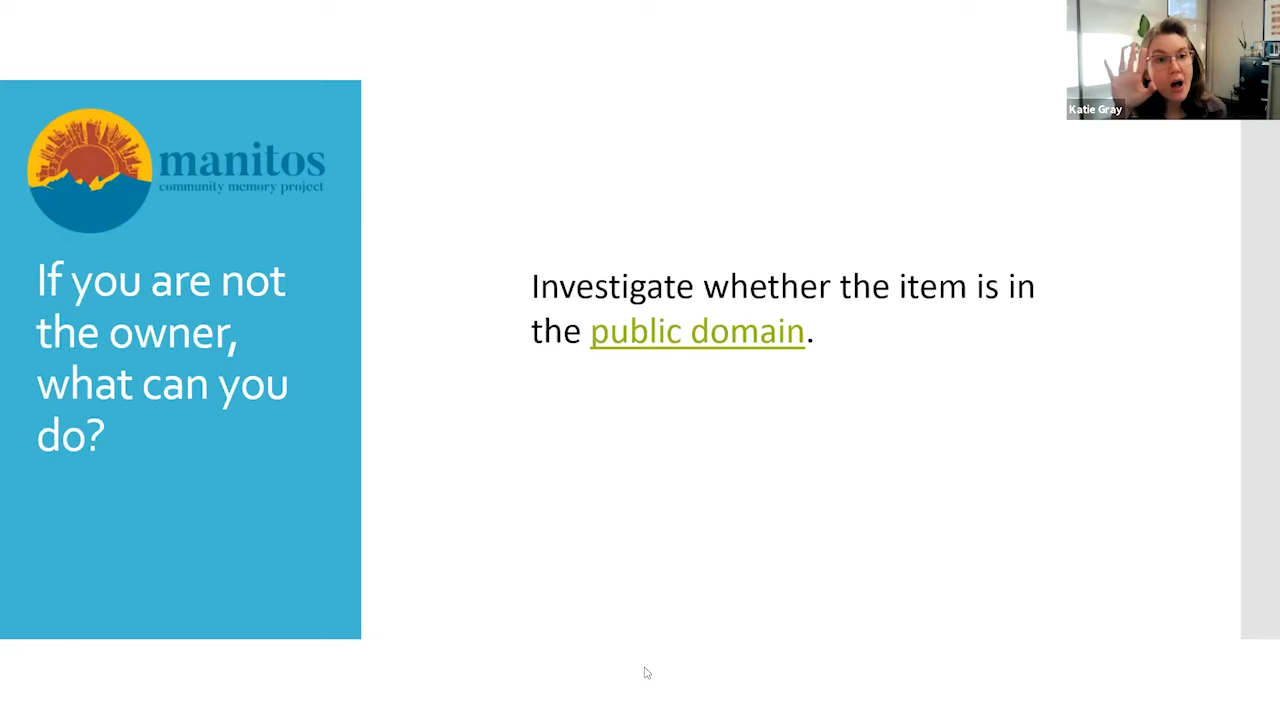 Katie Gray
manitos
community memory project
If you are not
the owner,
what can you
do?
Investigate whether the item is in
the public domain.